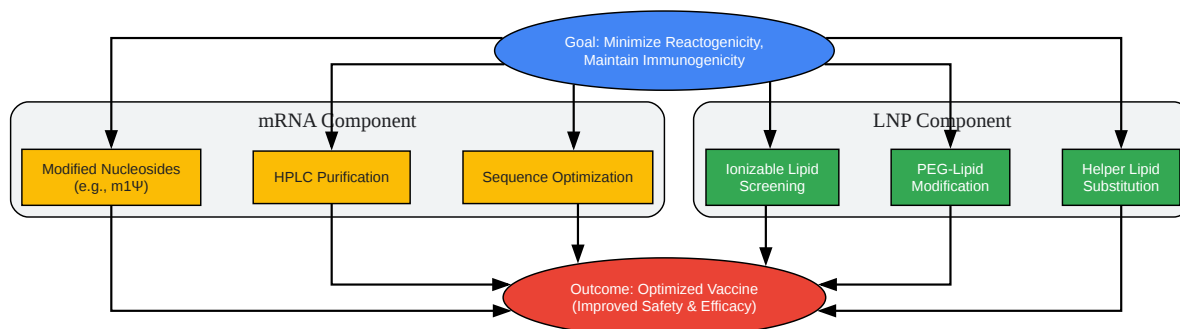 Goal: Minimize Reactogenicity,
Maintain Immunogenicity
mRNA Component
LNP Component
Modified Nucleosides
(e.g., m1Ψ)
HPLC Purification
Sequence Optimization
Ionizable Lipid
Screening
PEG-Lipid
Modification
Helper Lipid
Substitution
Outcome: Optimized Vaccine
(Improved Safety & Efficacy)